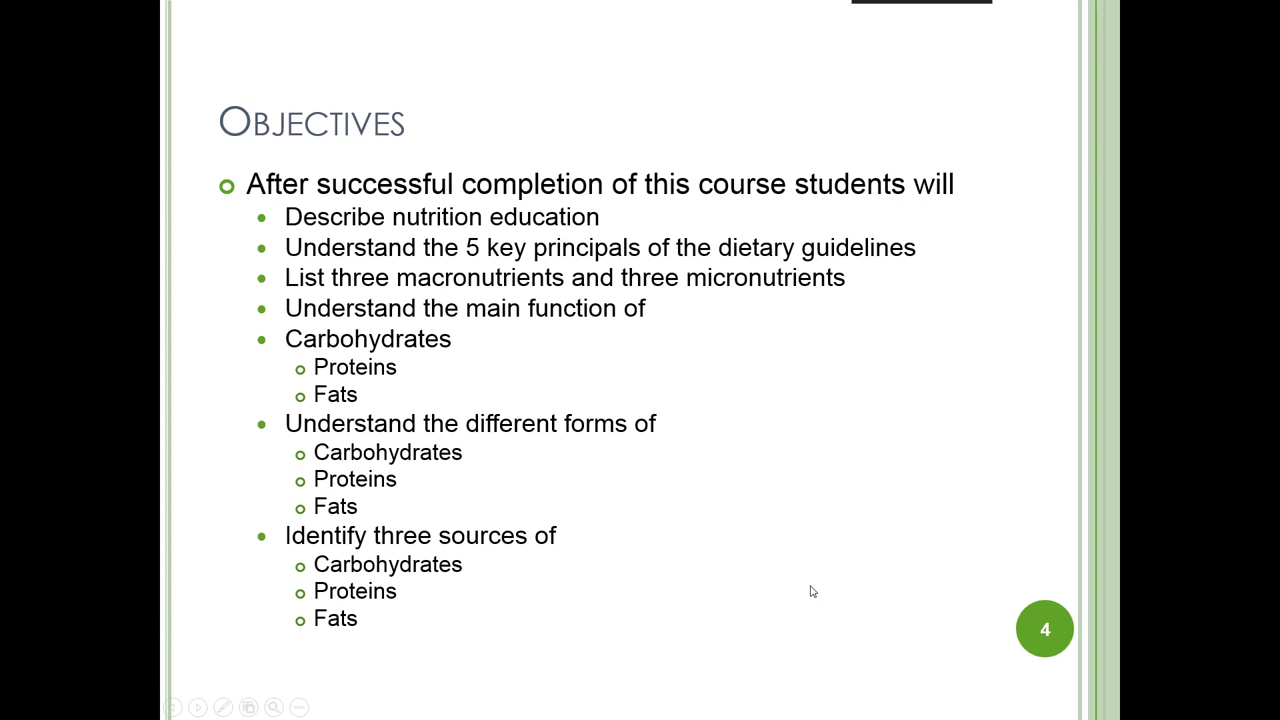 Objectives
After successful completion of this course students will
Describe nutrition education
Understand the 5 key principals of the dietary guidelines
List three macronutrients and three micronutrients
Understand the main function of
Carbohydrates
Proteins
Fats
Understand the different forms of
Carbohydrates
Proteins
Fats
Identify three sources of
Carbohydrates
Proteins
Fats
4